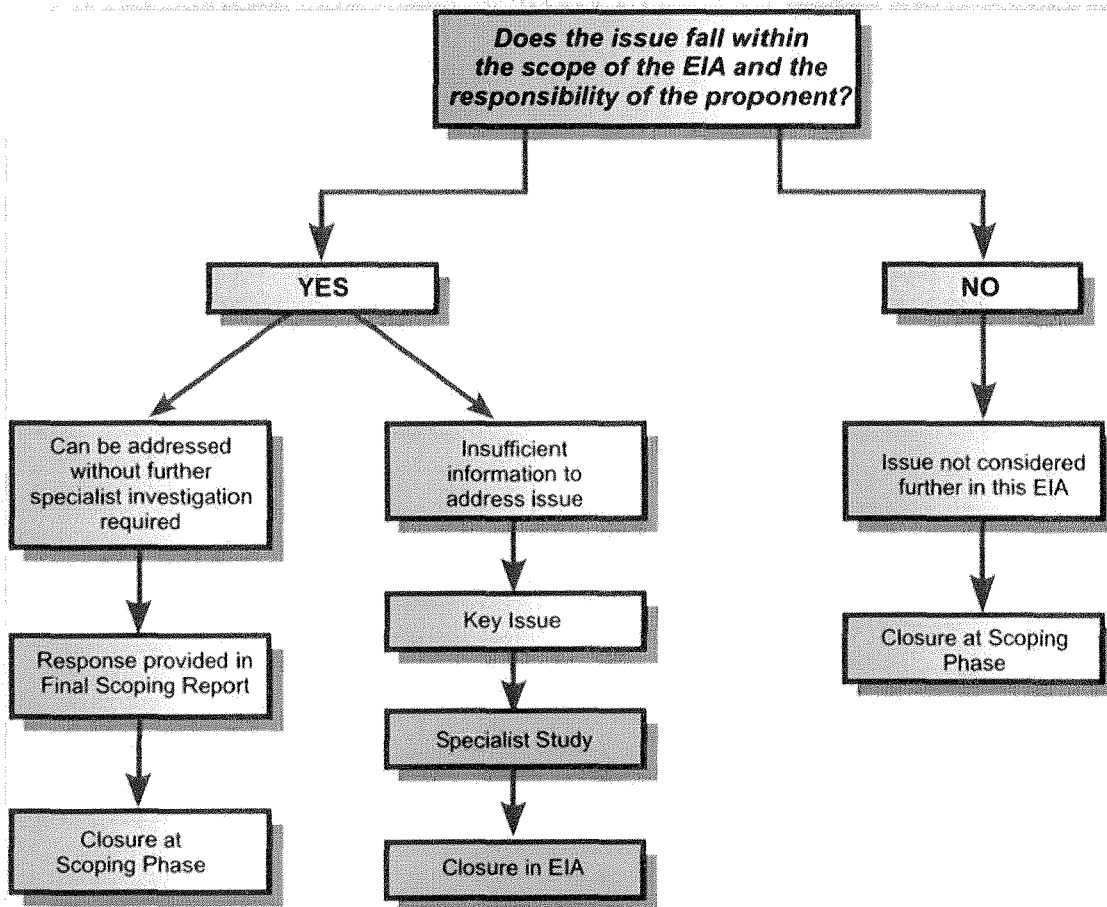 Does the issue fall within
the scope of the EIA and the
responsibility of the proponent?
YES
NO
Can be addressed
without further
specialist investigation
required
Insufficient
information to
address issue
Issue not considered
further in this EIA
Response provided in
Final Scoping Report
Key Issue
Closure at Scoping
Phase
Specialist Study
Closure at
Scoping Phase
Closure in EIA